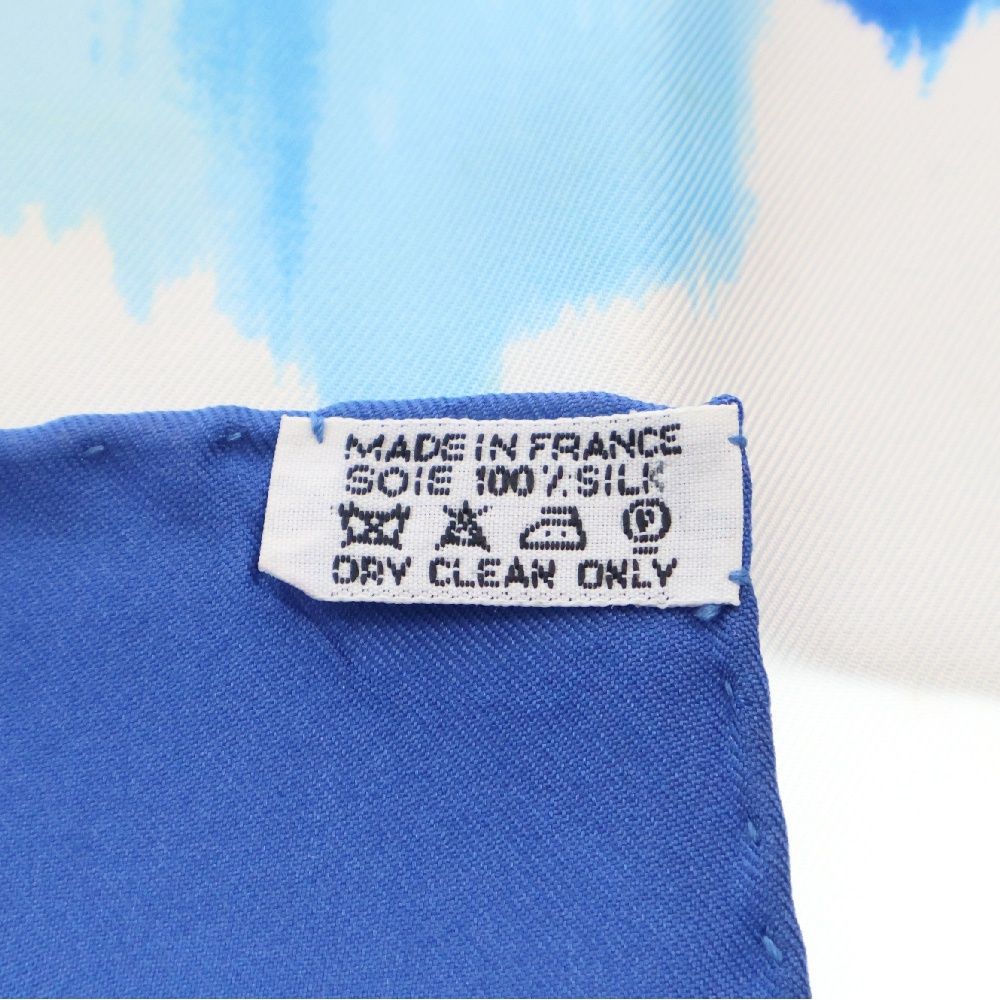 MADE IN FRANCE
SOIE 100% SILK
P
DRY CLEAN ONLY